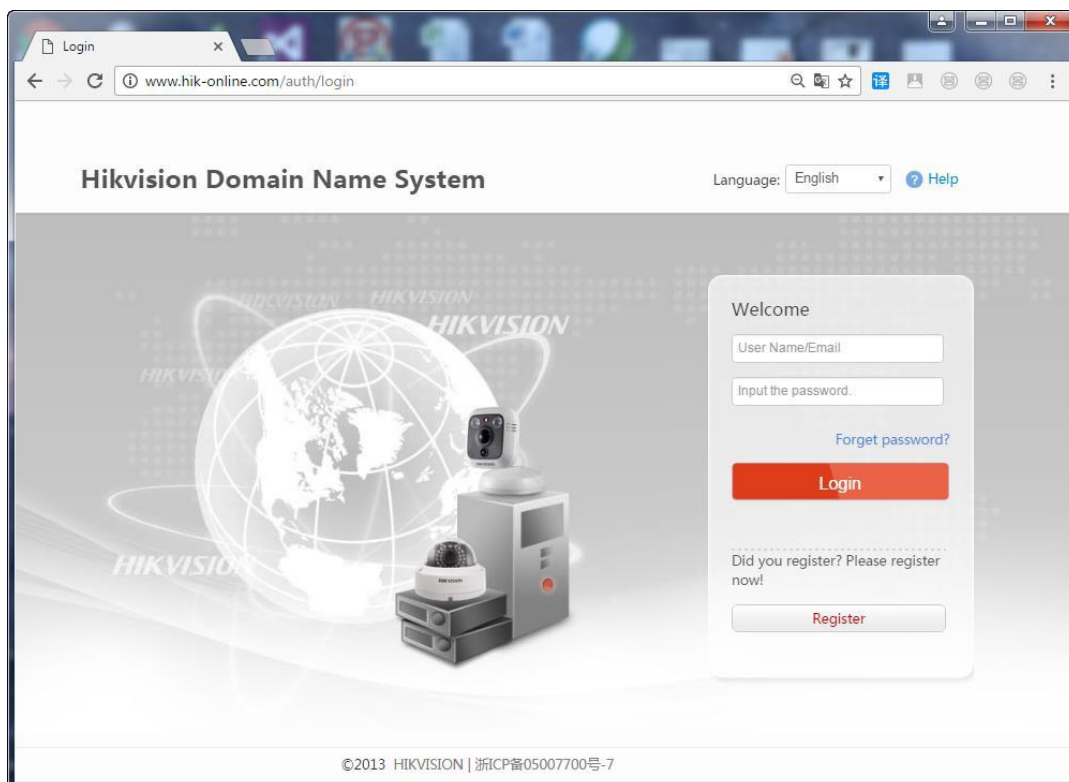 Login
www.hik-online.com/auth/login
译
Hikvision Domain Name System
Language: English
Help
HIKVISION HIKVISION
HIKVISION
HIKVISION
Welcome
User Name/Email
Input the password.
Forget password?
Login
HIKVISION
Did you register? Please register
now!
Register
©2013 HIKVISION | 浙ICP备05007700号-7